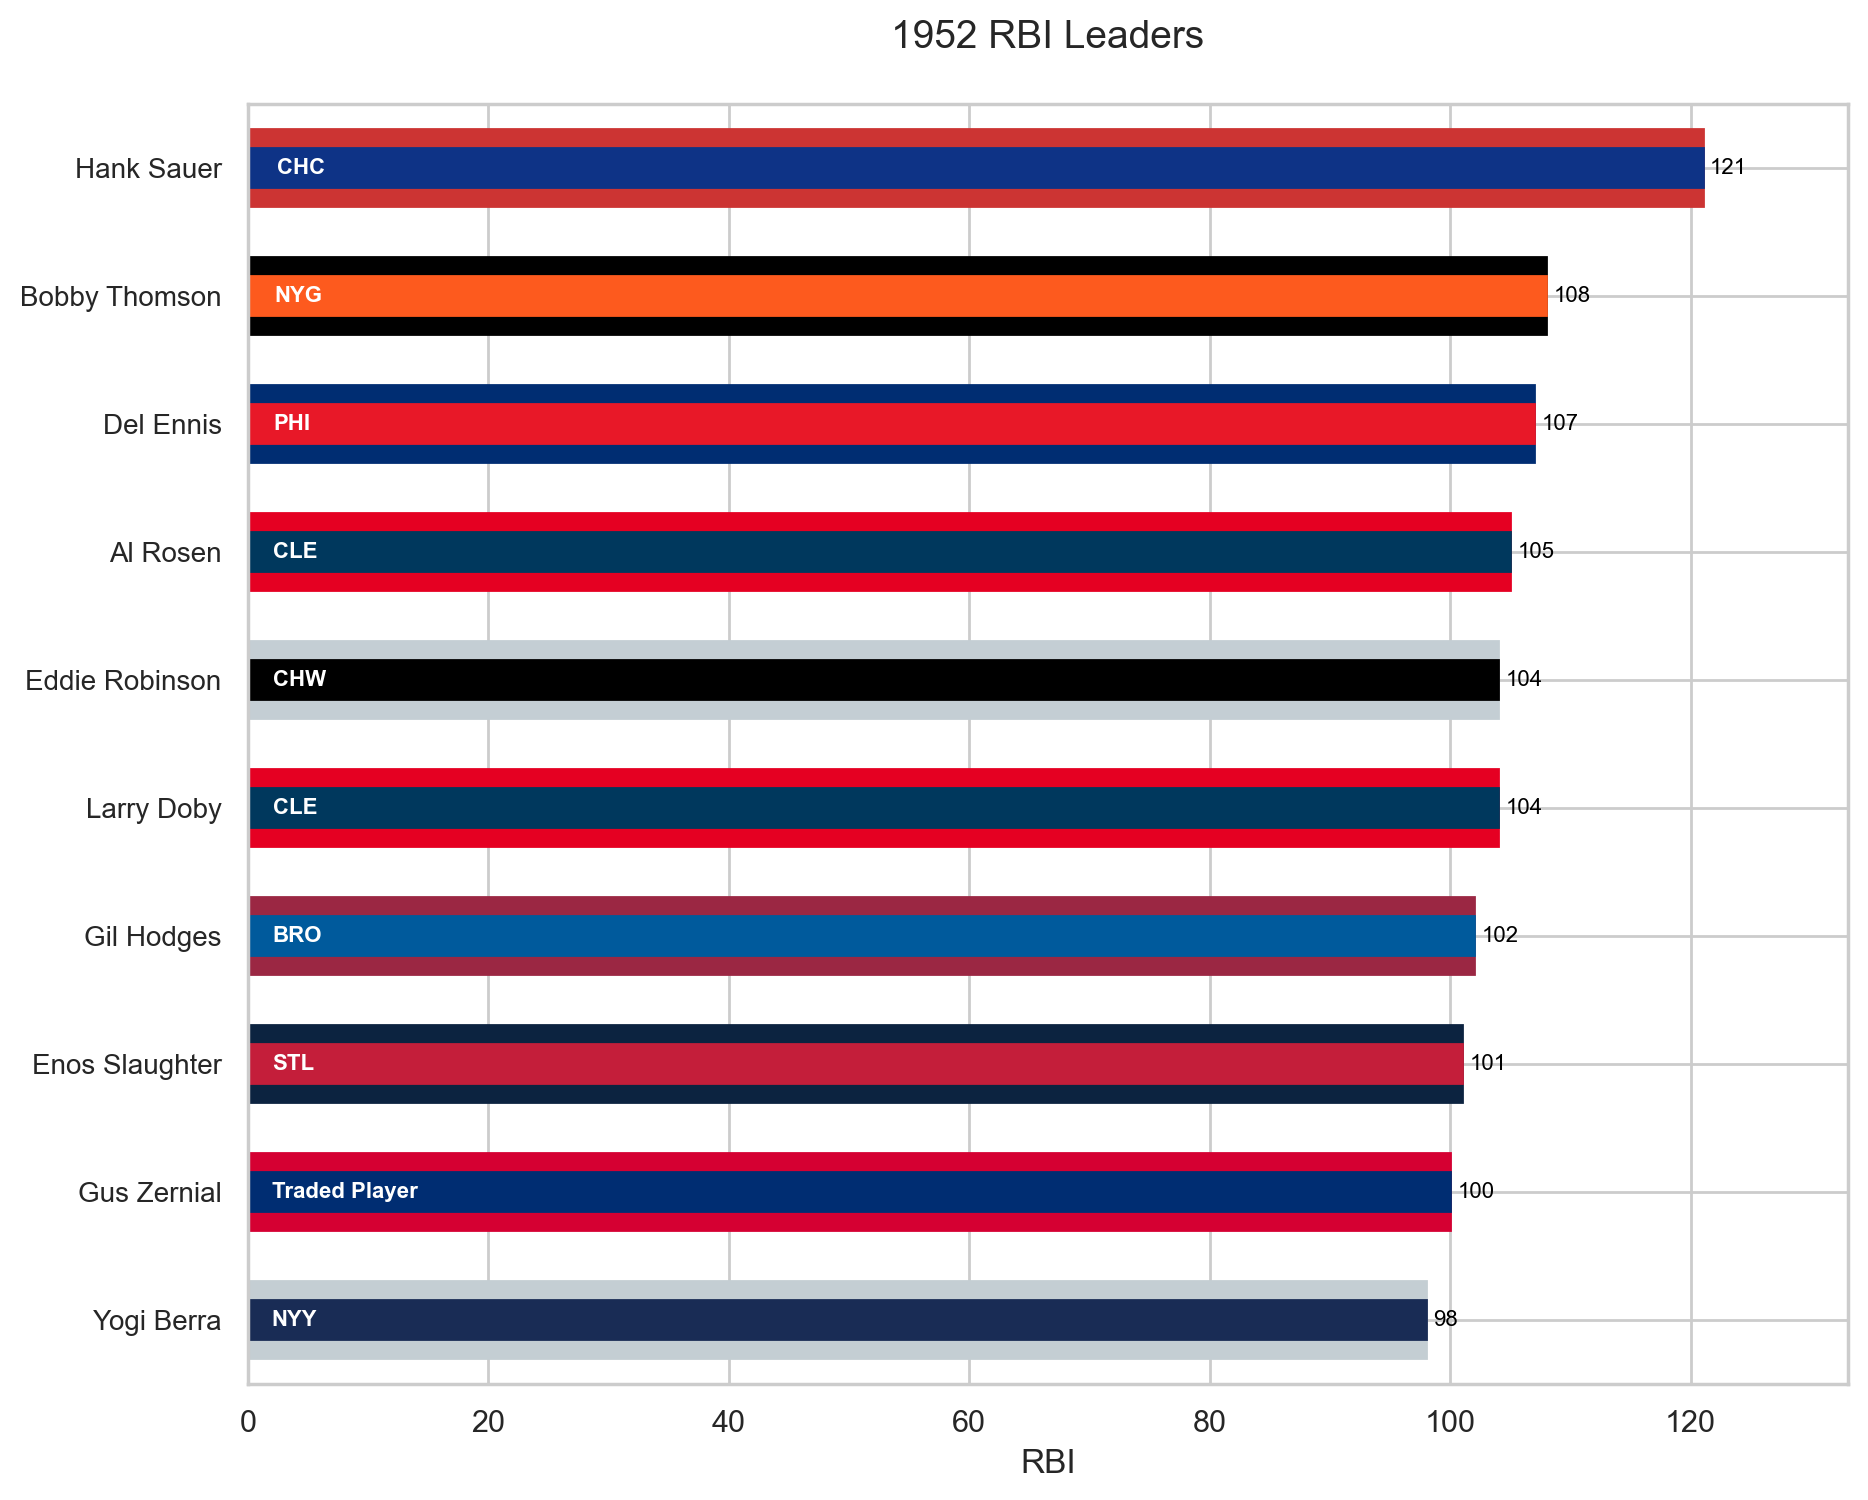 1952 RBI Leaders
Hank Sauer CHC 121
Bobby Thomson NYG 108
Del Ennis PHI 107
Al Rosen CLE 105
Eddie Robinson CHW 104
Larry Doby CLE 104
Gil Hodges BRO 102
Enos Slaughter STL 101
Gus Zernial Traded Player 100
Yogi Berra NYY 98
0 20 40 60 80 100 120
RBI